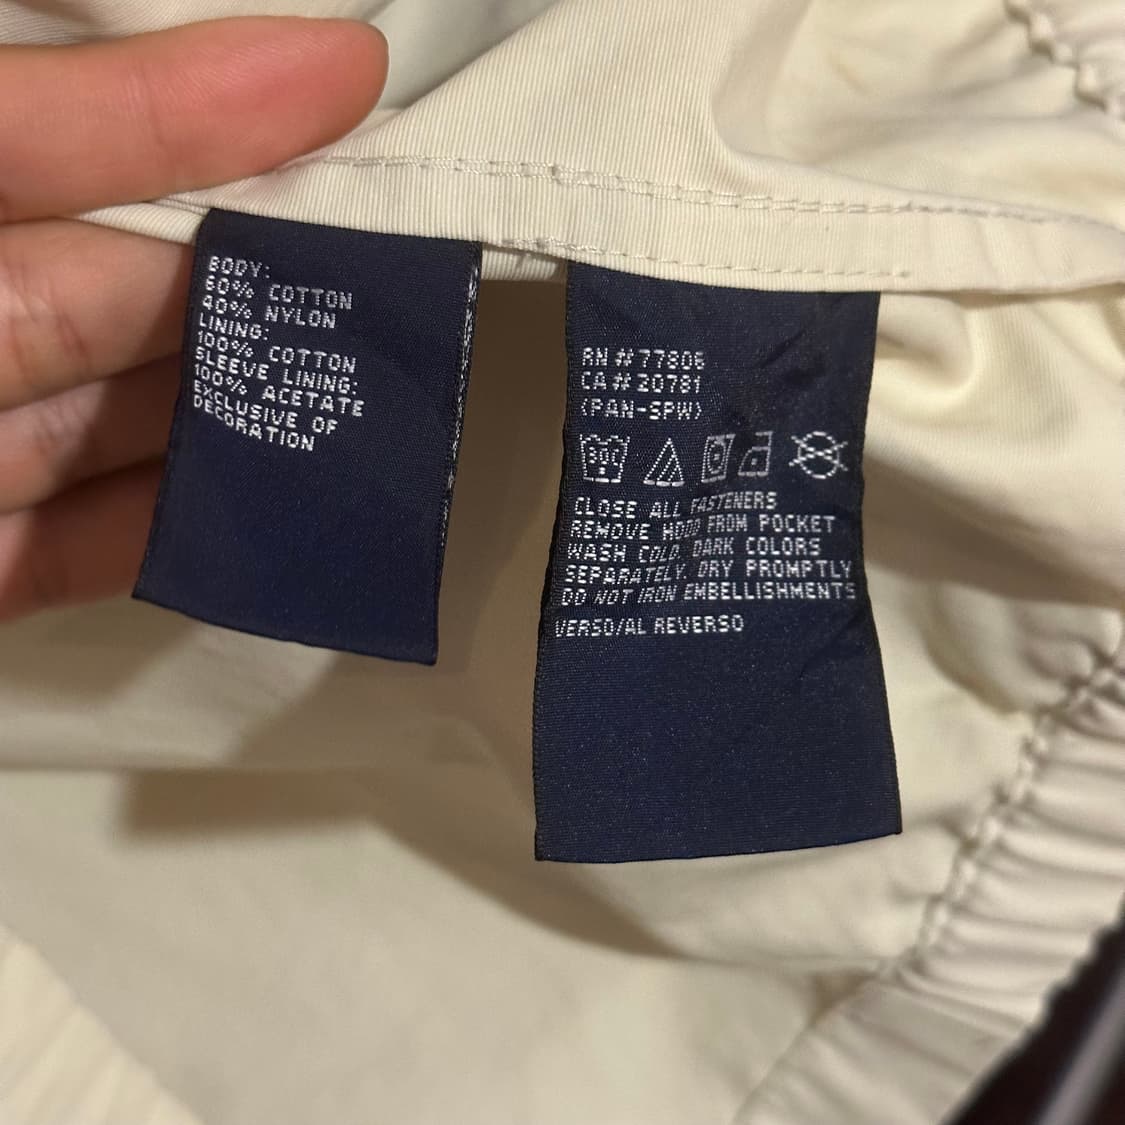 BODY:
60% COTTON
40% NYLON
LINING:
100% COTTON
SLEEVE LINING:
100% ACETATE
EXCLUSIVE OF
DECORATION
RN # 77806
CA # 20781
(PAN-SPW)
30C
CLOSE ALL FASTENERS
REMOVE HOOD FROM POCKET
WASH COLD. DARK COLORS
SEPARATELY. DRY PROMPTLY
DO NOT IRON EMBELLISHMENTS
VERSO/AL REVERSO